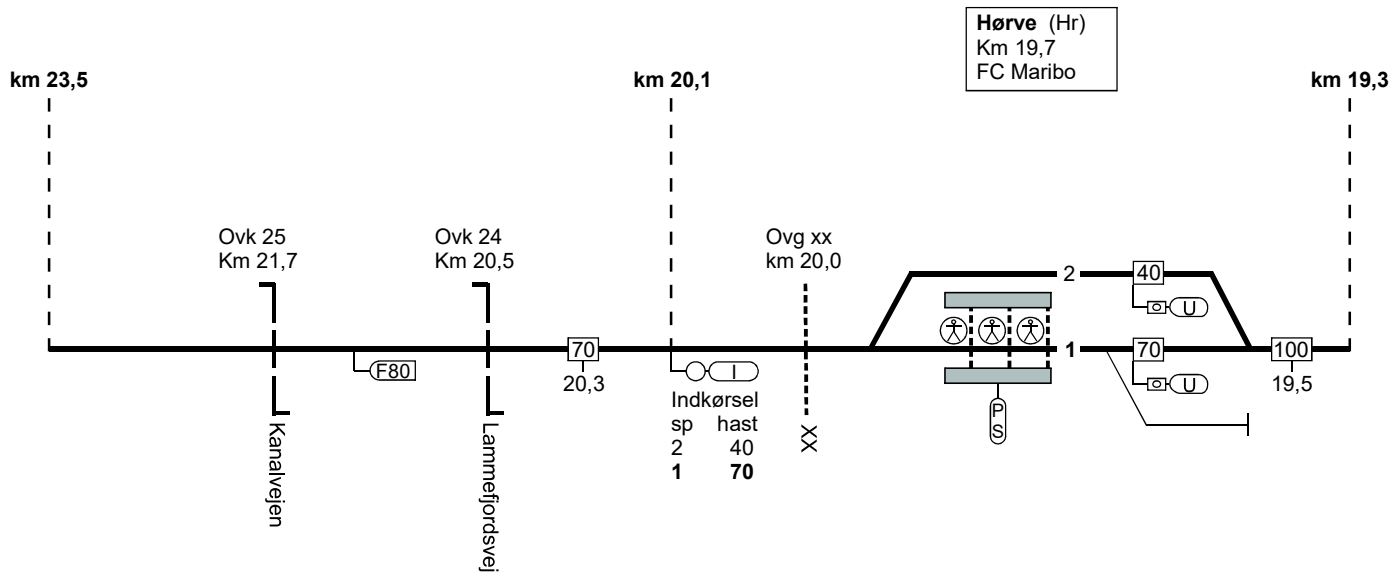 Hørve (Hr)
Km 19,7
FC Maribo
km 23,5
km 20,1
km 19,3
Ovk 25
Km 21,7
Ovk 24
Km 20,5
Ovg xx
km 20,0
2
40
U
70
20,3
F80
I
1
70
U
100
19,5
Indkørsel
sp hast
2 40
1 70
P
S
XX
Kanalvejen
Lammefjordsvej